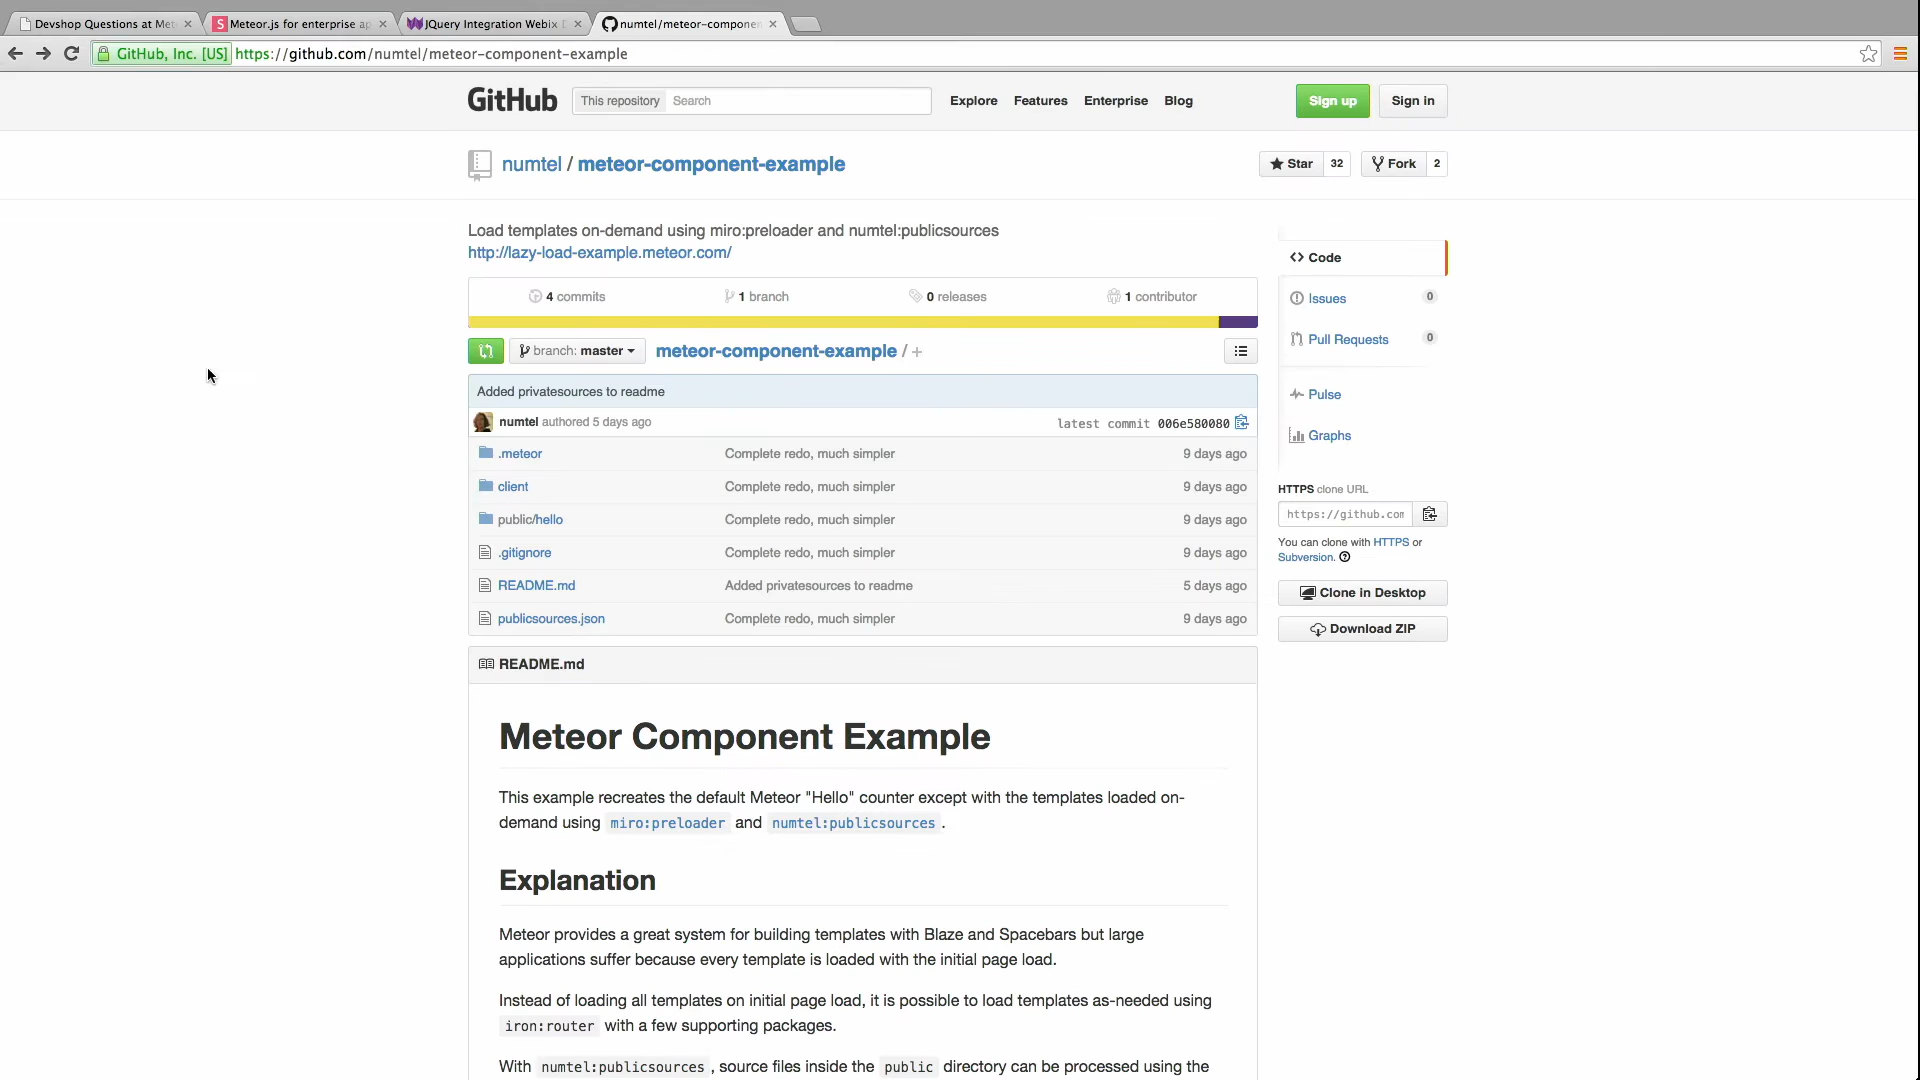 Devshop Questions at Met
Meteor.js for enterprise ap
JQuery Integration Webix D
numtel/meteor-componen
GitHub, Inc. [US] https://github.com/numtel/meteor-component-example
GitHub This repository Search Explore Features Enterprise Blog Sign up Sign in
numtel / meteor-component-example Star 32 Fork 2
Load templates on-demand using miro:preloader and numtel:publicsources
http://lazy-load-example.meteor.com/
4 commits 1 branch 0 releases 1 contributor
branch: master meteor-component-example / +
Added privatesources to readme
numtel authored 5 days ago latest commit 006e580080
.meteor Complete redo, much simpler 9 days ago
client Complete redo, much simpler 9 days ago
public/hello Complete redo, much simpler 9 days ago
.gitignore Complete redo, much simpler 9 days ago
README.md Added privatesources to readme 5 days ago
publicsources.json Complete redo, much simpler 9 days ago
Code
Issues 0
Pull Requests 0
Pulse
Graphs
HTTPS clone URL
https://github.com
You can clone with HTTPS or
Subversion.
Clone in Desktop
Download ZIP
README.md
Meteor Component Example
This example recreates the default Meteor "Hello" counter except with the templates loaded on-
demand using miro:preloader and numtel:publicsources .
Explanation
Meteor provides a great system for building templates with Blaze and Spacebars but large
applications suffer because every template is loaded with the initial page load.
Instead of loading all templates on initial page load, it is possible to load templates as-needed using
iron:router with a few supporting packages.
With numtel:publicsources , source files inside the public directory can be processed using the